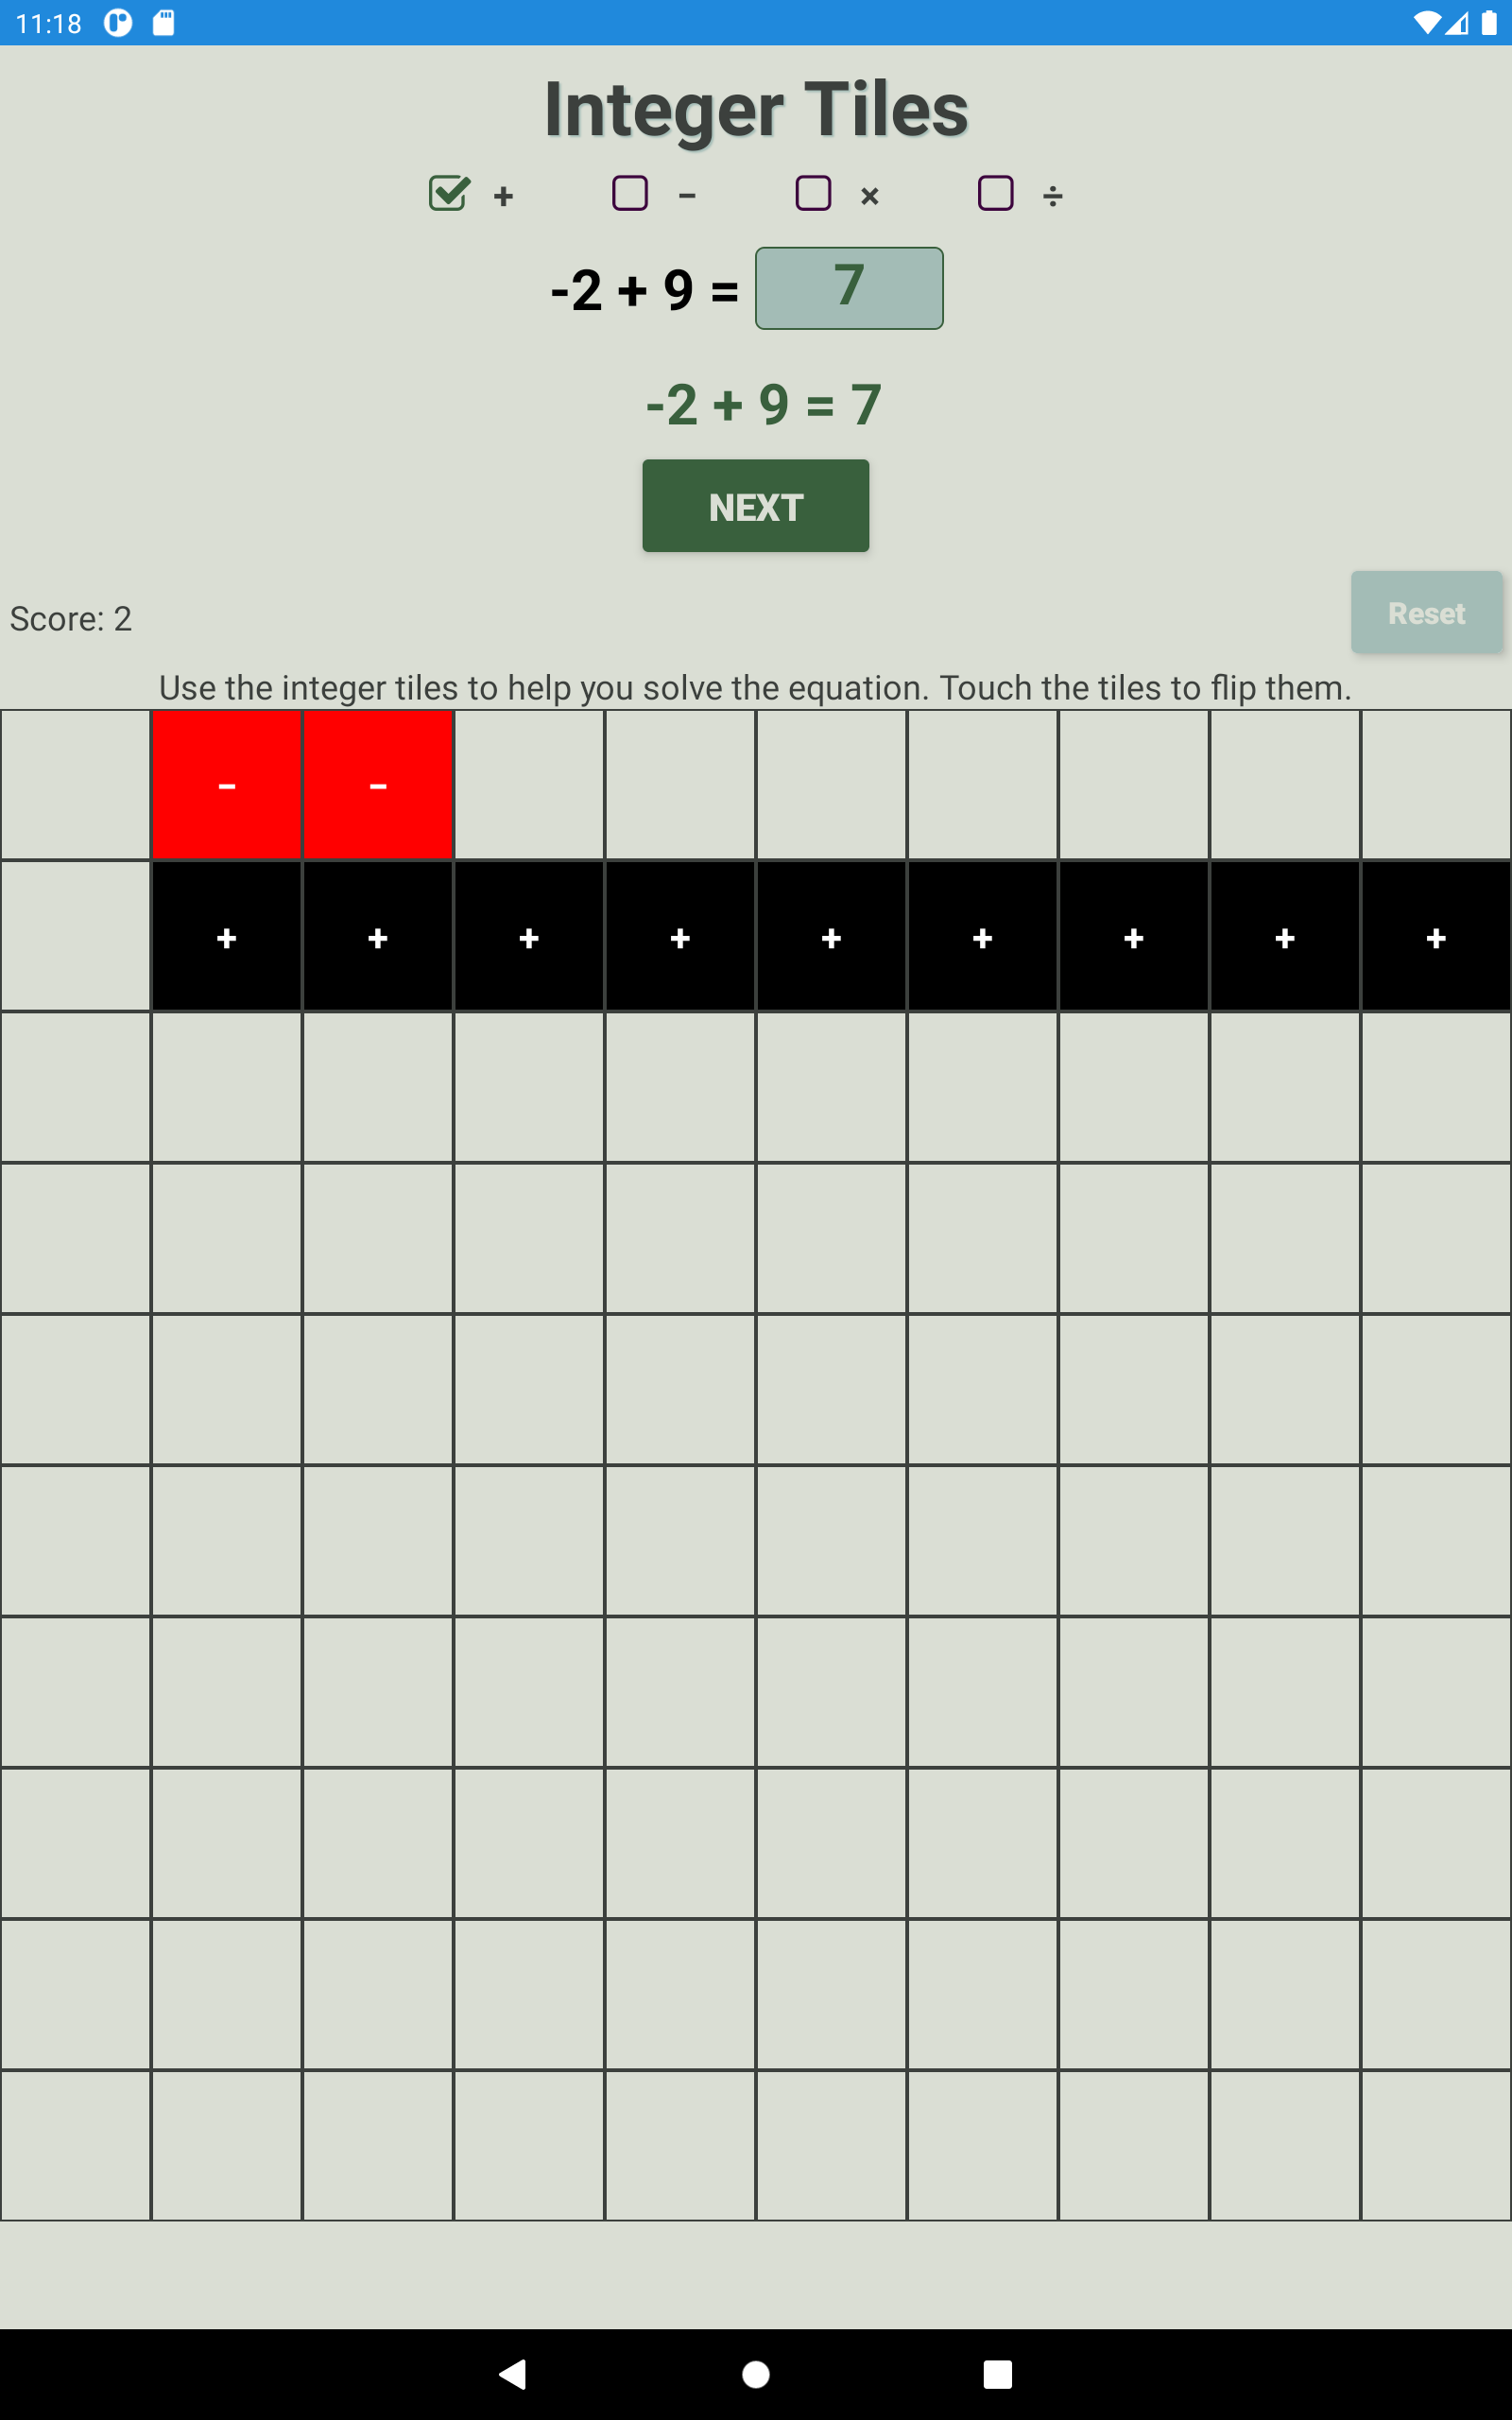 11:18
Integer Tiles
+ − × ÷
-2 + 9 = 7
-2 + 9 = 7
NEXT
Score: 2
Reset
Use the integer tiles to help you solve the equation. Touch the tiles to flip them.
− −
+ + + + + + + + +